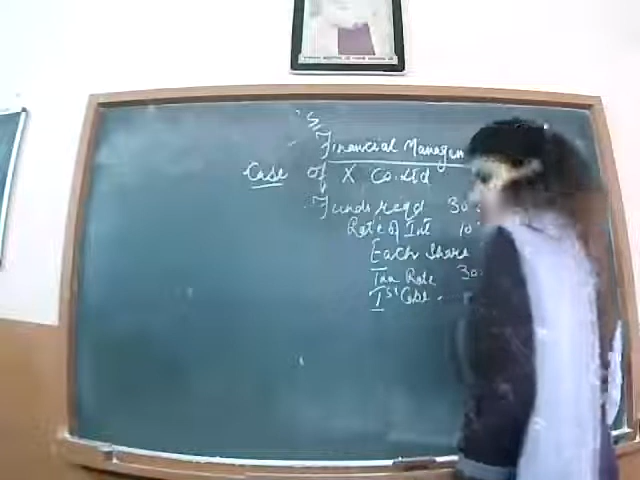 Financial Managem
Case of X Co. Ltd
Funds reqd 30
Rate of Int 10
Each Share
Tax Rate 30
Ist Case.